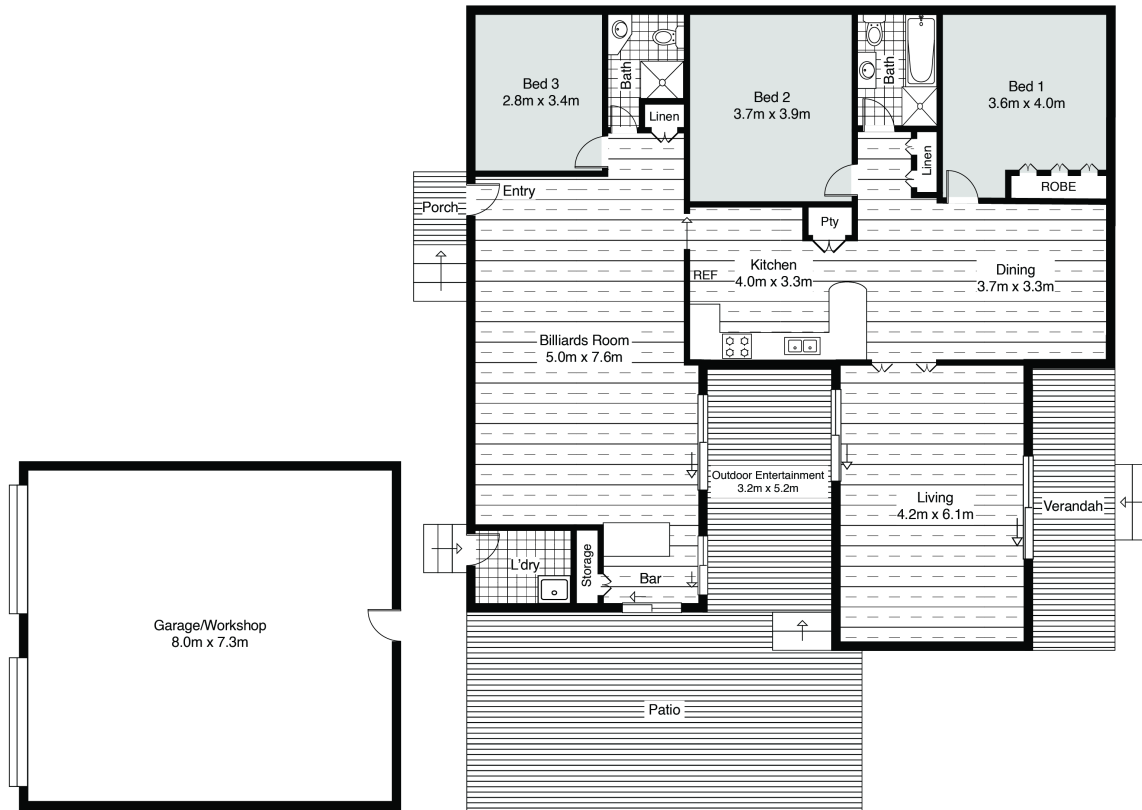 Bed 3
2.8m x 3.4m
Bath
Linen
Bed 2
3.7m x 3.9m
Bath
Linen
Bed 1
3.6m x 4.0m
ROBE
Entry
Porch
Pty
REF
Kitchen
4.0m x 3.3m
Dining
3.7m x 3.3m
Billiards Room
5.0m x 7.6m
Outdoor Entertainment
3.2m x 5.2m
Living
4.2m x 6.1m
Verandah
L'dry
Storage
Bar
Garage/Workshop
8.0m x 7.3m
Patio